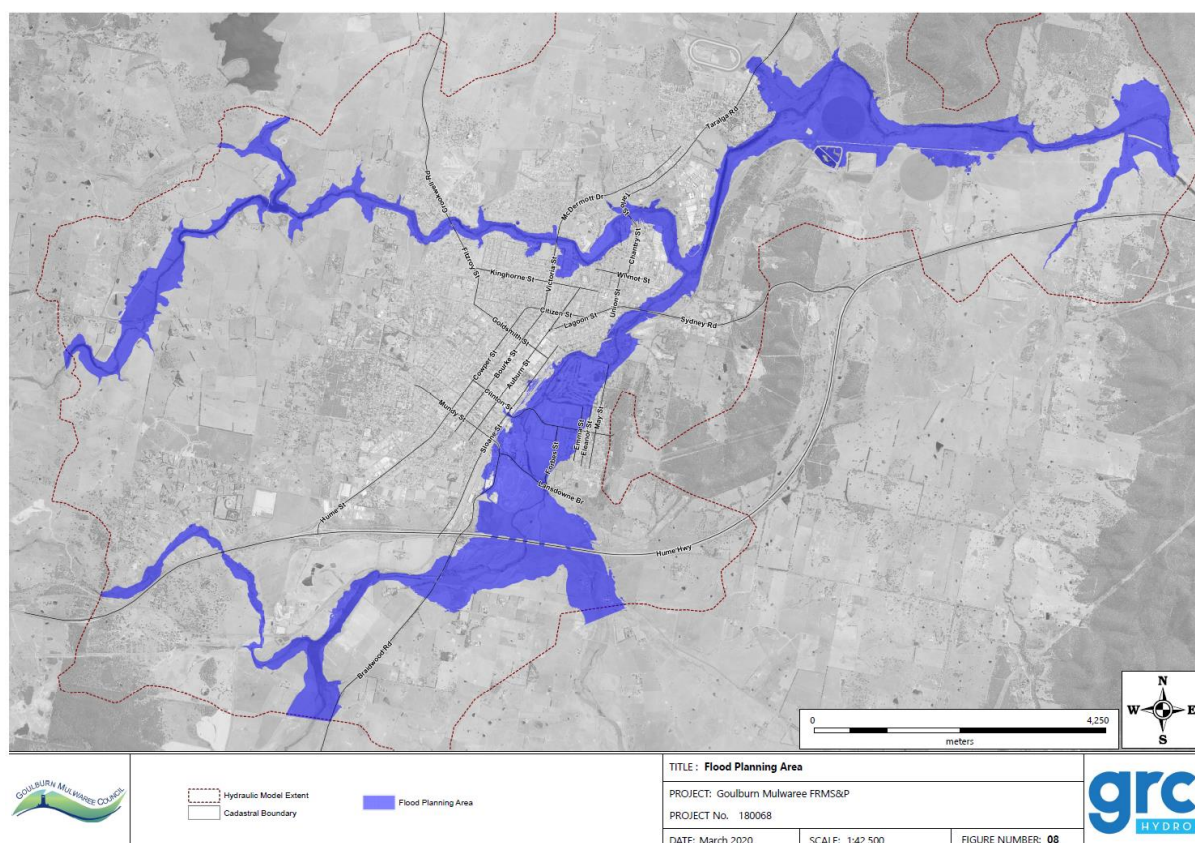 Taralga Rd
Crookwell Rd
McDermott Dr
Tarlo St
Chantry St
Fitzroy St
Victoria St
Kinghorne St
Wilmot St
Union St
Citizen St
Lagoon St
Sydney Rd
Goldsmith St
Cowper St
Bourke St
Auburn St
Clinton St
Mundy St
Sloane St
May St
Emma St
Eleanor St
Forbes St
Lansdowne Br
Hume St
Hume Hwy
Braidwood Rd
0 4,250
meters
N
W E
S
GOULBURN MULWAREE COUNCIL
Hydraulic Model Extent
Cadastral Boundary
Flood Planning Area
TITLE : Flood Planning Area
PROJECT: Goulburn Mulwaree FRMS&P
PROJECT No. 180068
DATE: March 2020 SCALE: 1:42,500 FIGURE NUMBER: 08
grc
HYDRO